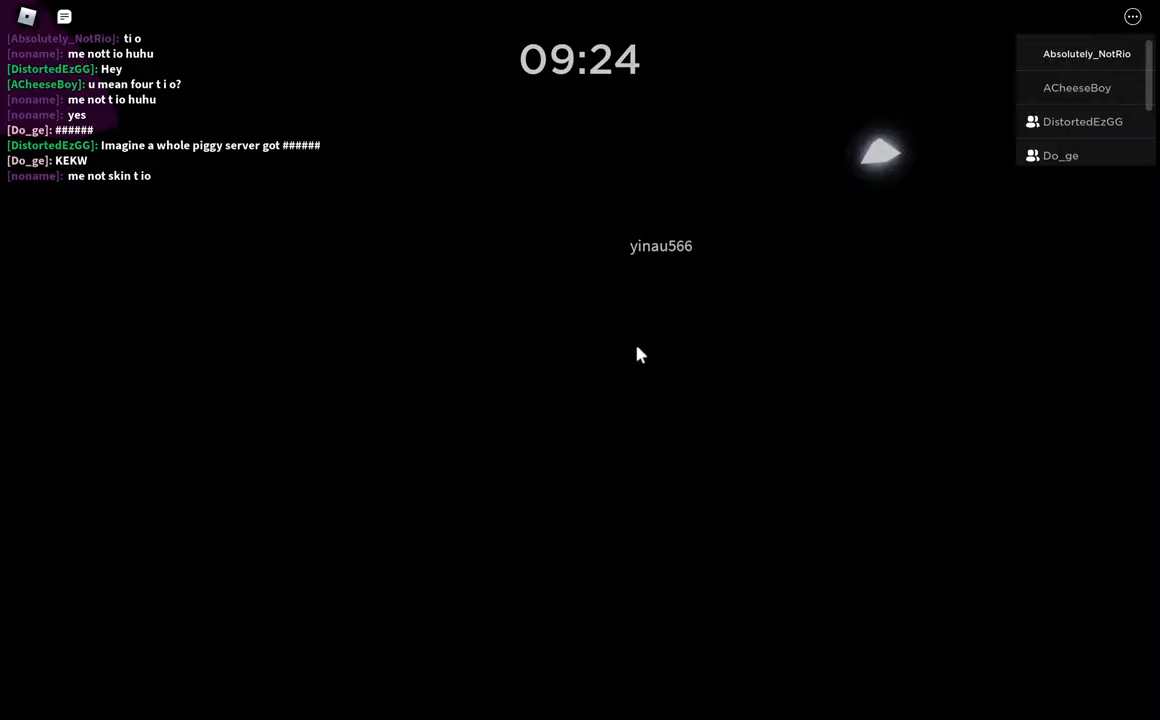 [Absolutely_NotRio]: ti o
[noname]: me nott io huhu
[DistortedEzGG]: Hey
[ACheeseBoy]: u mean four t i o?
[noname]: me not t io huhu
[noname]: yes
[Do_ge]: ######
[DistortedEzGG]: Imagine a whole piggy server got ######
[Do_ge]: KEKW
[noname]: me not skin t io
09:24
yinau566
Absolutely_NotRio
ACheeseBoy
DistortedEzGG
Do_ge